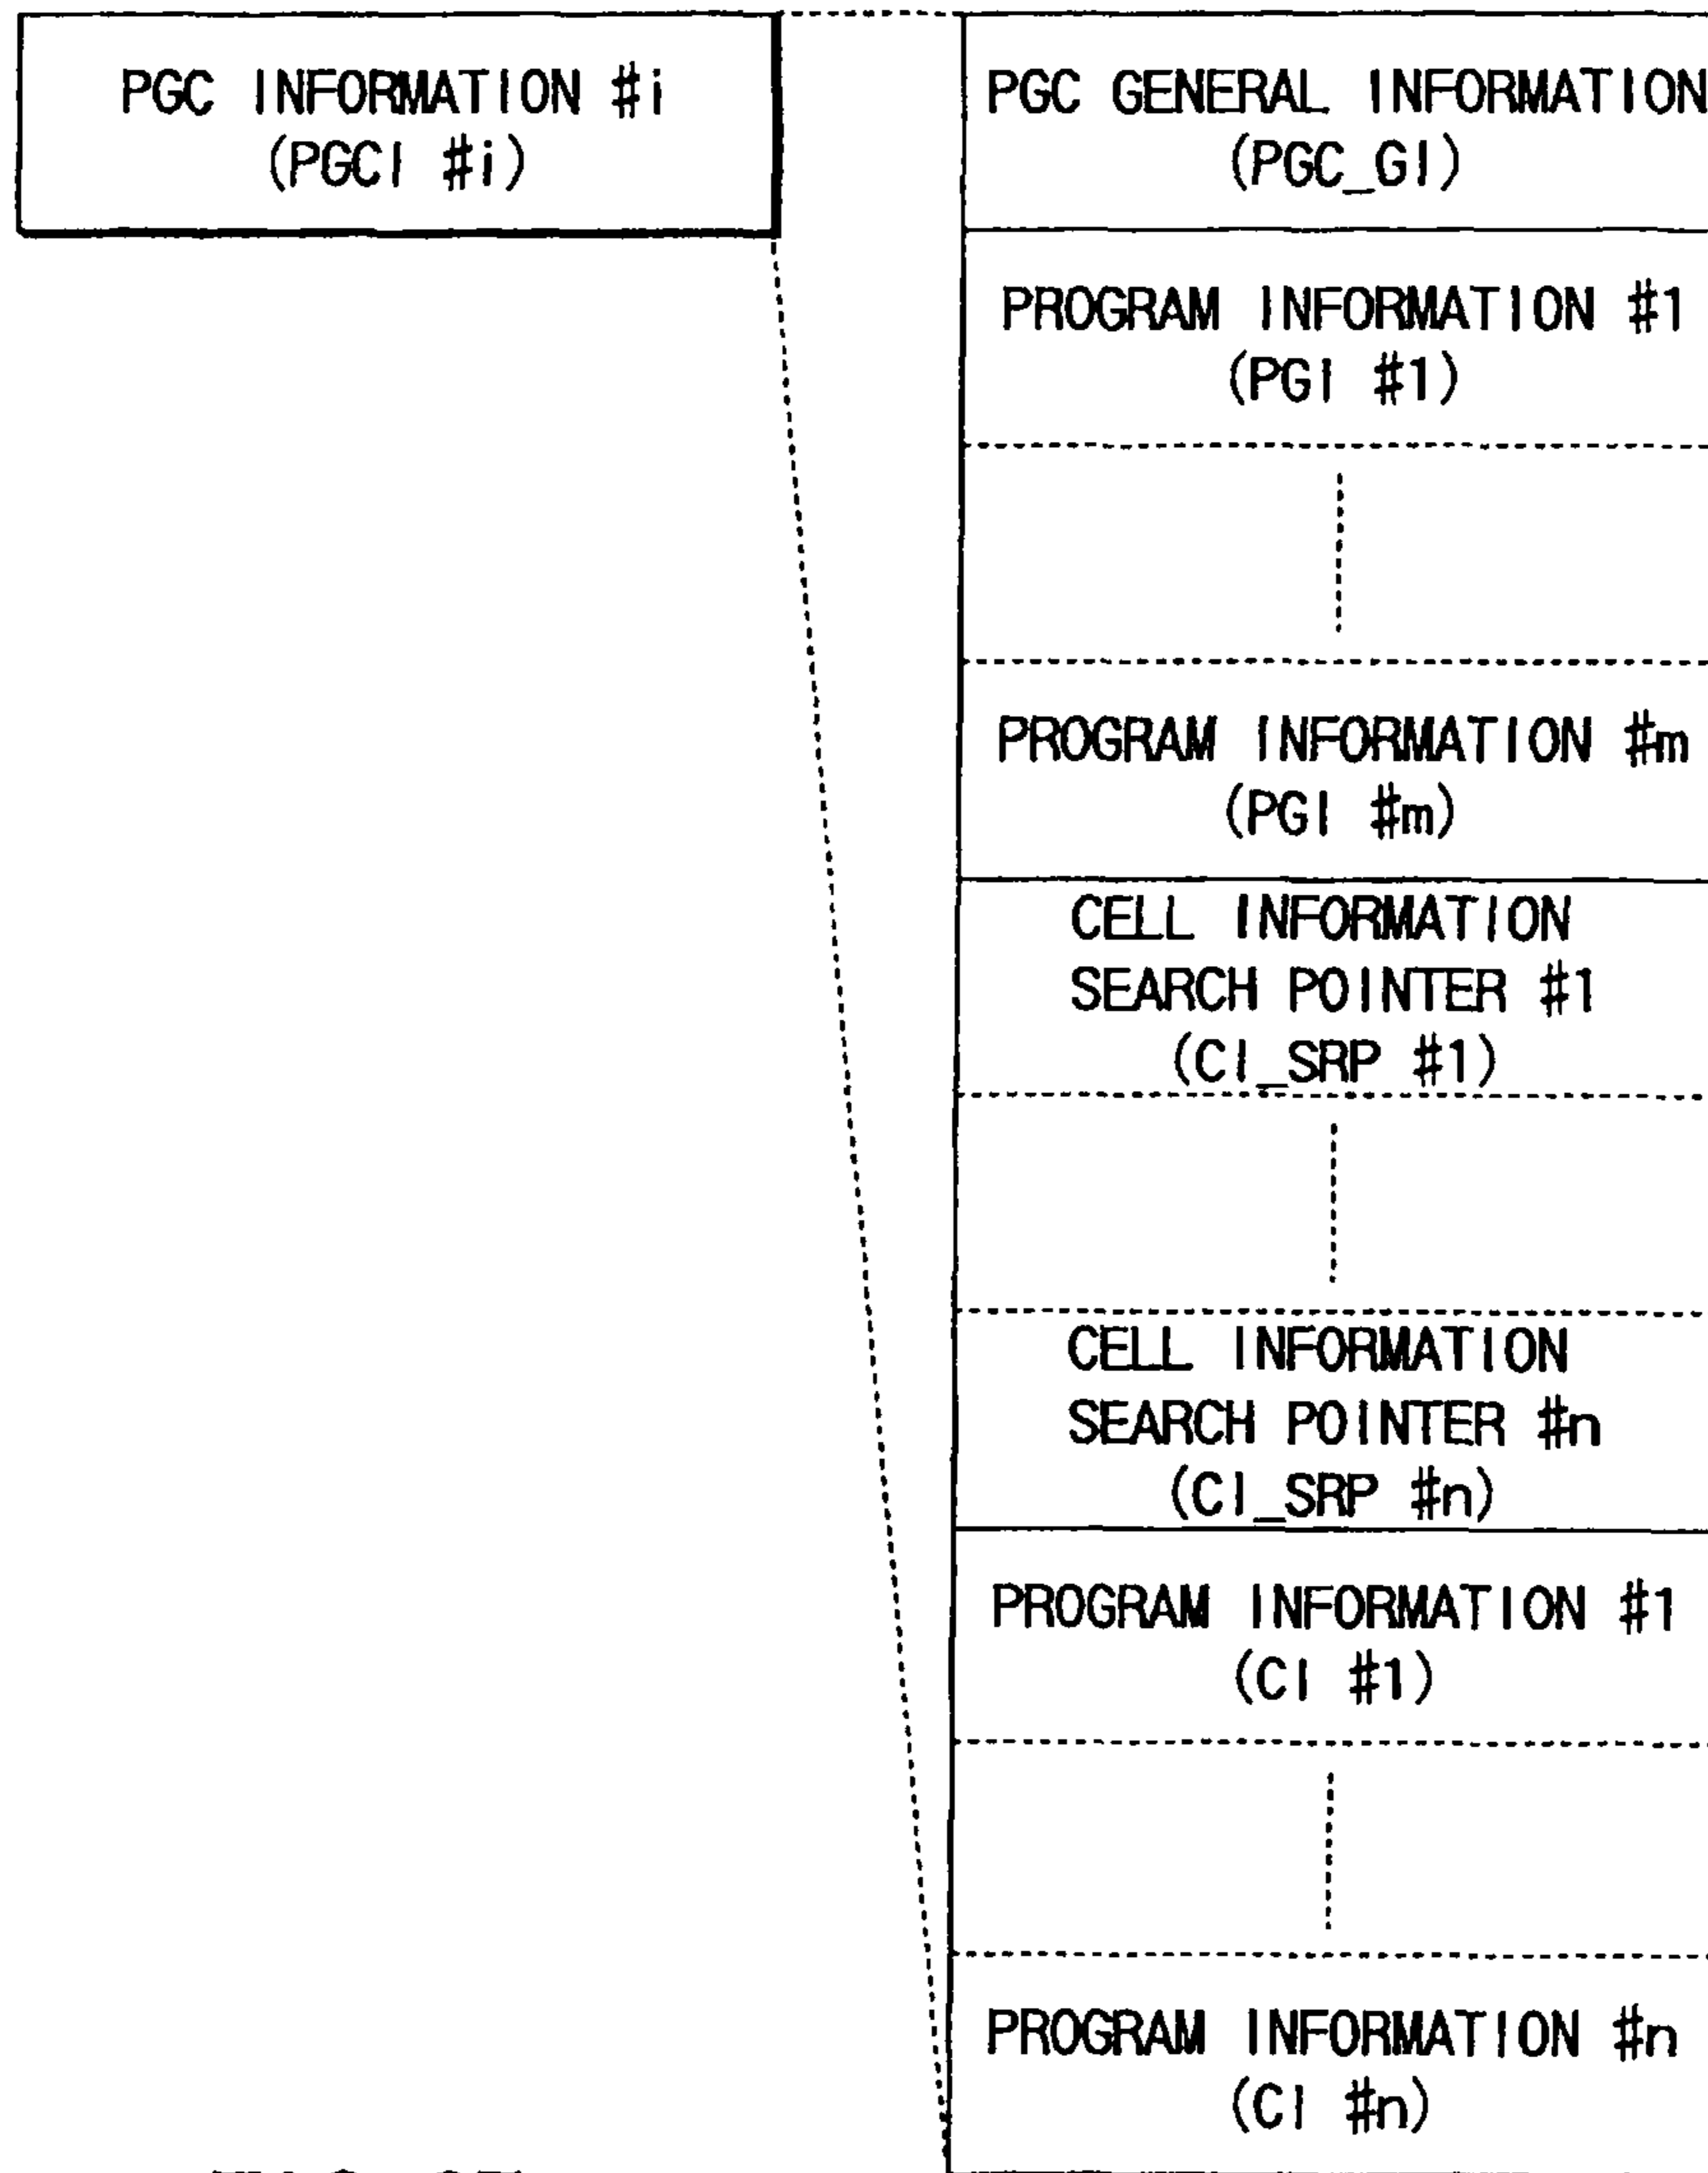 PGC INFORMATION #i
(PGCI #i)
PGC GENERAL INFORMATION
(PGC_GI)
PROGRAM INFORMATION #1
(PGI #1)
PROGRAM INFORMATION #m
(PGI #m)
CELL INFORMATION
SEARCH POINTER #1
(CI_SRP #1)
CELL INFORMATION
SEARCH POINTER #n
(CI_SRP #n)
PROGRAM INFORMATION #1
(CI #1)
PROGRAM INFORMATION #n
(CI #n)